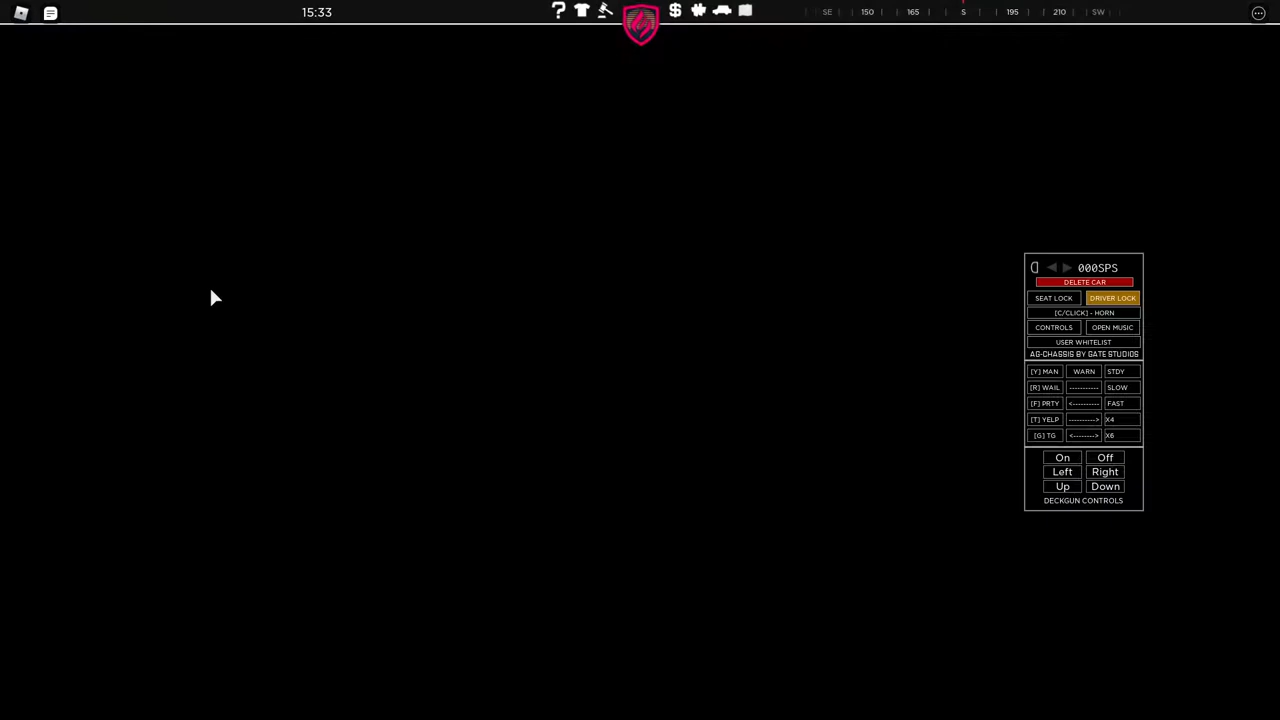 15:33
SE 150 165 S 195 210 SW
000SPS
DELETE CAR
SEAT LOCK DRIVER LOCK
[C/CLICK] - HORN
CONTROLS OPEN MUSIC
USER WHITELIST
AG-CHASSIS BY GATE STUDIOS
[Y] MAN WARN STDY
[R] WAIL ---------- SLOW
[F] PRTY <---------- FAST
[T] YELP ----------> X4
[G] TG <--------> X6
On Off
Left Right
Up Down
DECKGUN CONTROLS